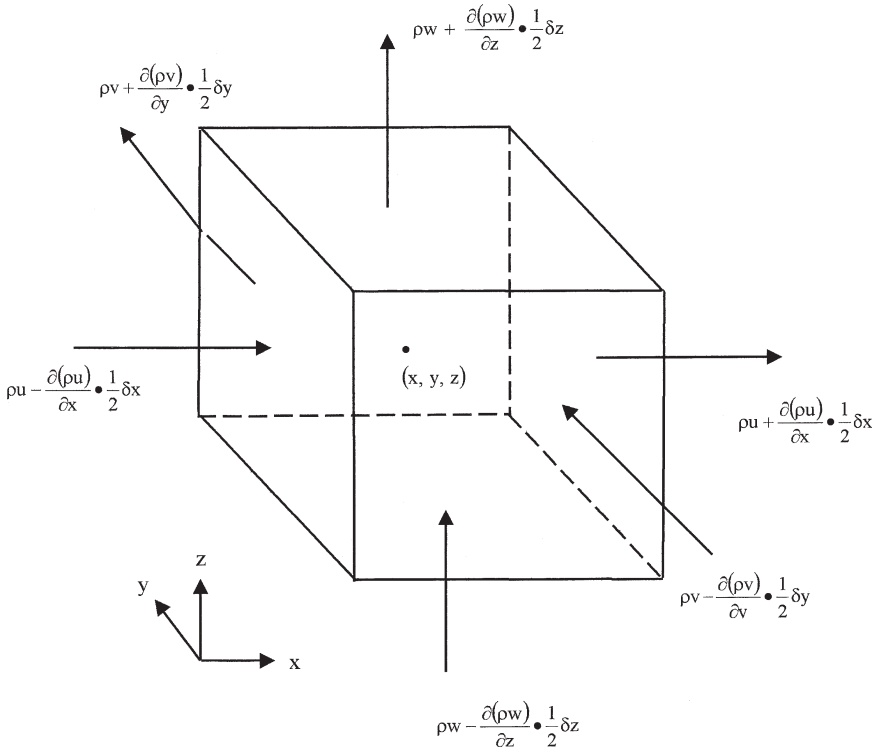 ρw + ∂(ρw)/∂z • 1/2 δz
ρv + ∂(ρv)/∂y • 1/2 δy
(x, y, z)
ρu − ∂(ρu)/∂x • 1/2 δx
ρu + ∂(ρu)/∂x • 1/2 δx
z
y
x
ρv − ∂(ρv)/∂v • 1/2 δy
ρw − ∂(ρw)/∂z • 1/2 δz